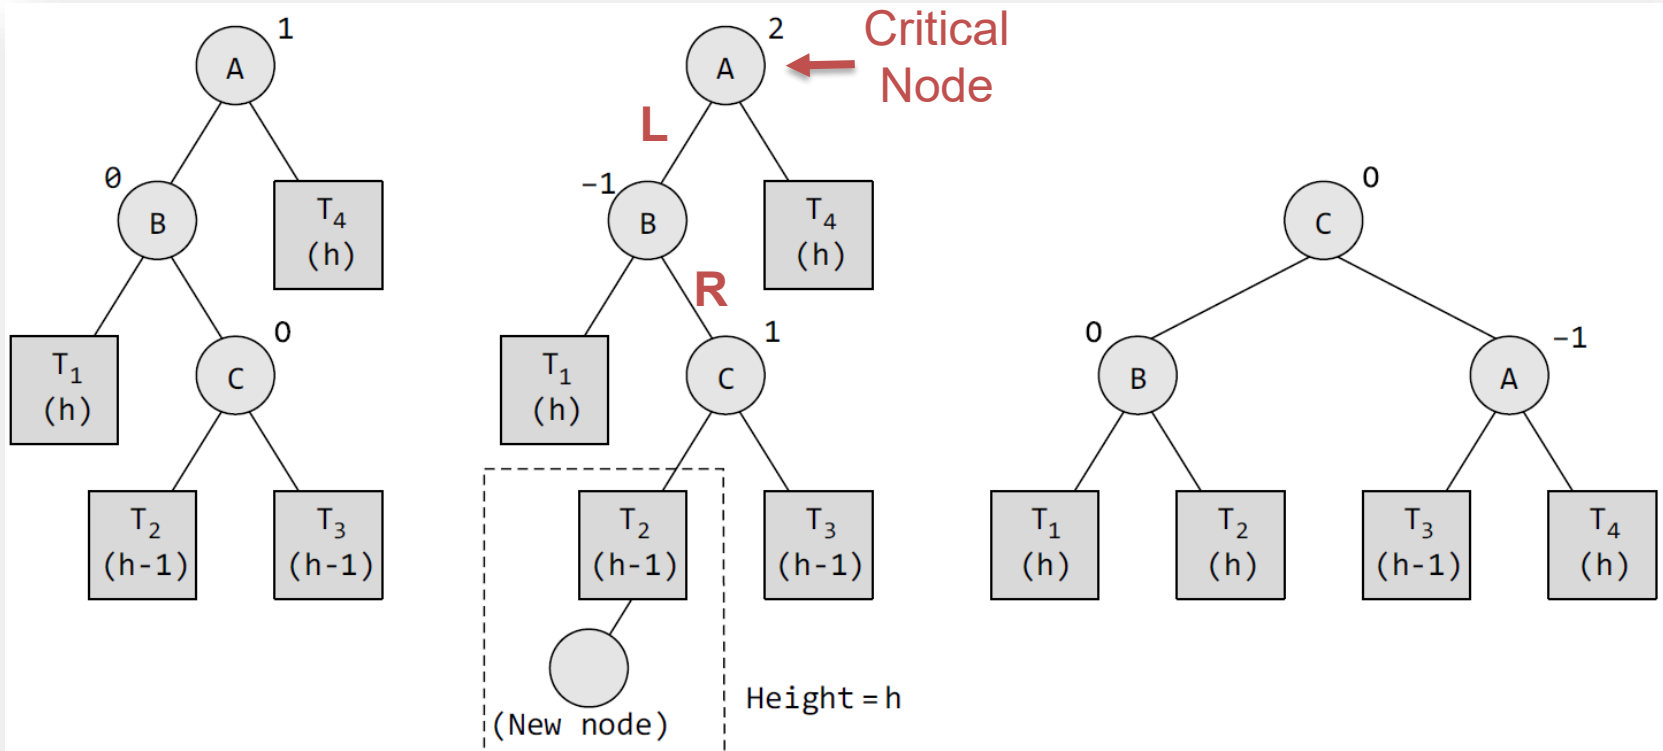 1
A
0
B
T4
(h)
0
T1
(h)
C
T2
(h-1)
T3
(h-1)
2
Critical
Node
A
L
-1
B
T4
(h)
R
1
T1
(h)
C
T2
(h-1)
T3
(h-1)
(New node)
Height = h
0
C
0
B
-1
A
T1
(h)
T2
(h)
T3
(h-1)
T4
(h)